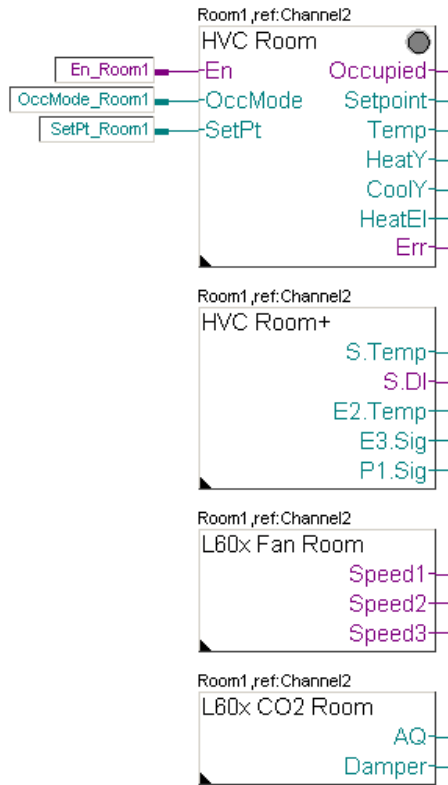 Room1,ref:Channel2
HVC Room
En_Room1 En Occupied
OccMode_Room1 OccMode Setpoint
SetPt_Room1 SetPt Temp
HeatY
CoolY
HeatEl
Err
Room1,ref:Channel2
HVC Room+
S.Temp
S.DI
E2.Temp
E3.Sig
P1.Sig
Room1,ref:Channel2
L60x Fan Room
Speed1
Speed2
Speed3
Room1,ref:Channel2
L60x CO2 Room
AQ
Damper